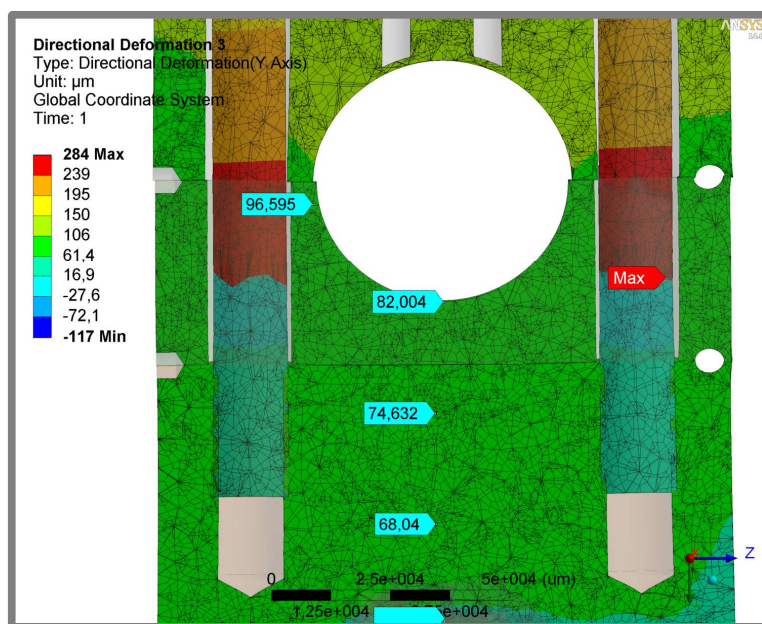 ANSYS
Directional Deformation 3
Type: Directional Deformation(Y Axis)
Unit: µm
Global Coordinate System
Time: 1
284 Max
239
195
150
106
61,4
16,9
-27,6
-72,1
-117 Min
96,595
Max
82,004
74,632
68,04
X
Z
0
2,5e+004
5e+004 (um)
1,25e+004